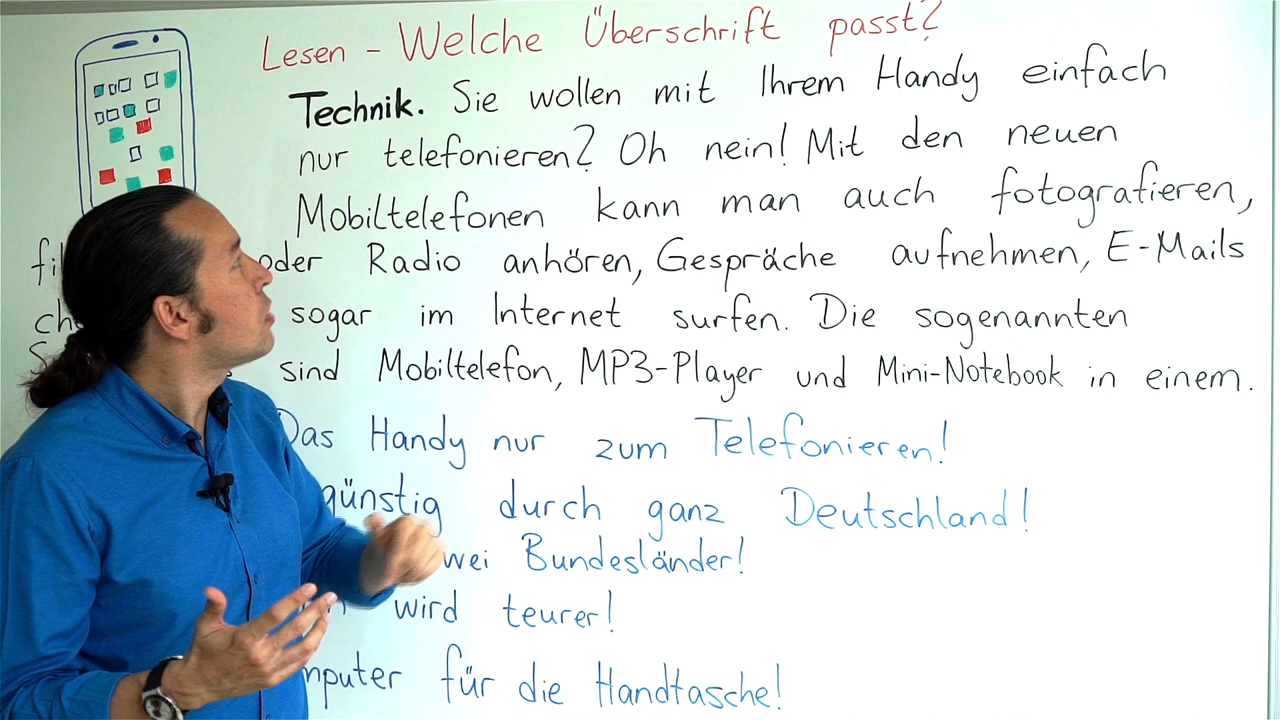 Lesen - Welche Überschrift passt?
Technik. Sie wollen mit Ihrem Handy einfach
nur telefonieren? Oh nein! Mit den neuen
Mobiltelefonen kann man auch fotografieren,
oder Radio anhören, Gespräche aufnehmen, E-Mails
sogar im Internet surfen. Die sogenannten
sind Mobiltelefon, MP3-Player und Mini-Notebook in einem.
Das Handy nur zum Telefonieren!
günstig durch ganz Deutschland!
Bundesländer!
wird teurer!
für die Handtasche!